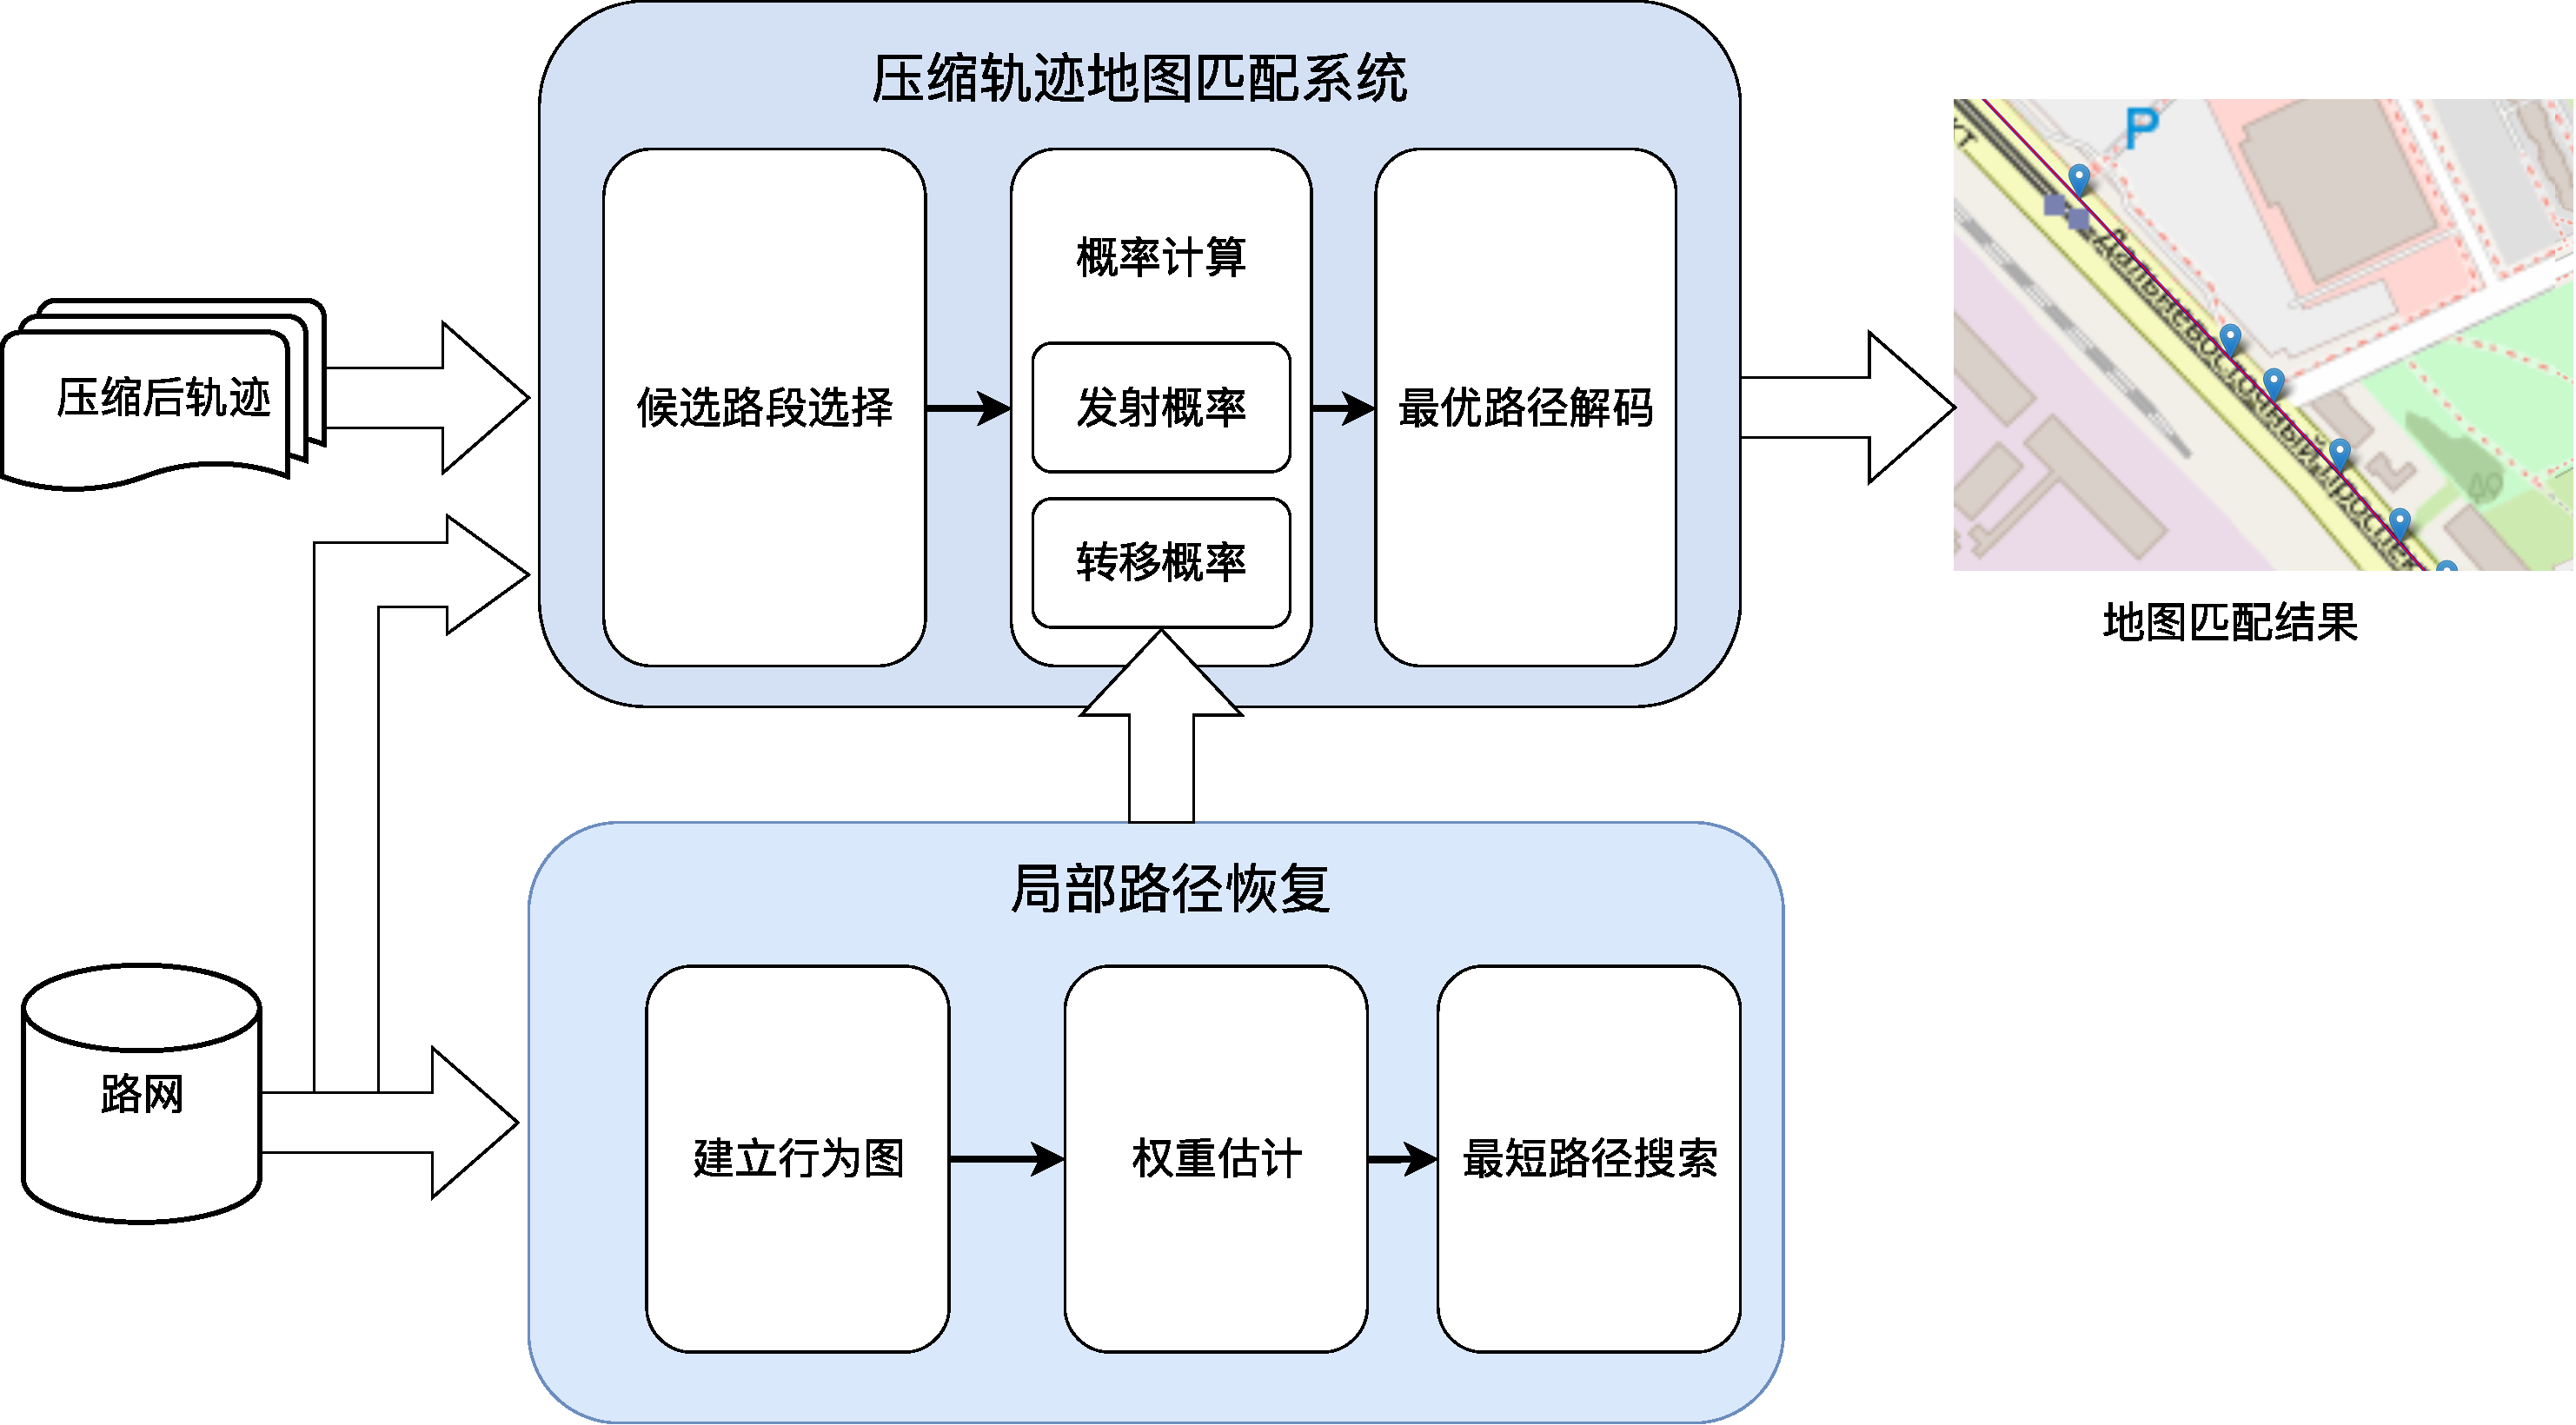 压缩轨迹地图匹配系统
P
概率计算
压缩后轨迹
候选路段选择
发射概率
最优路径解码
转移概率
地图匹配结果
局部路径恢复
路网
建立行为图
权重估计
最短路径搜索